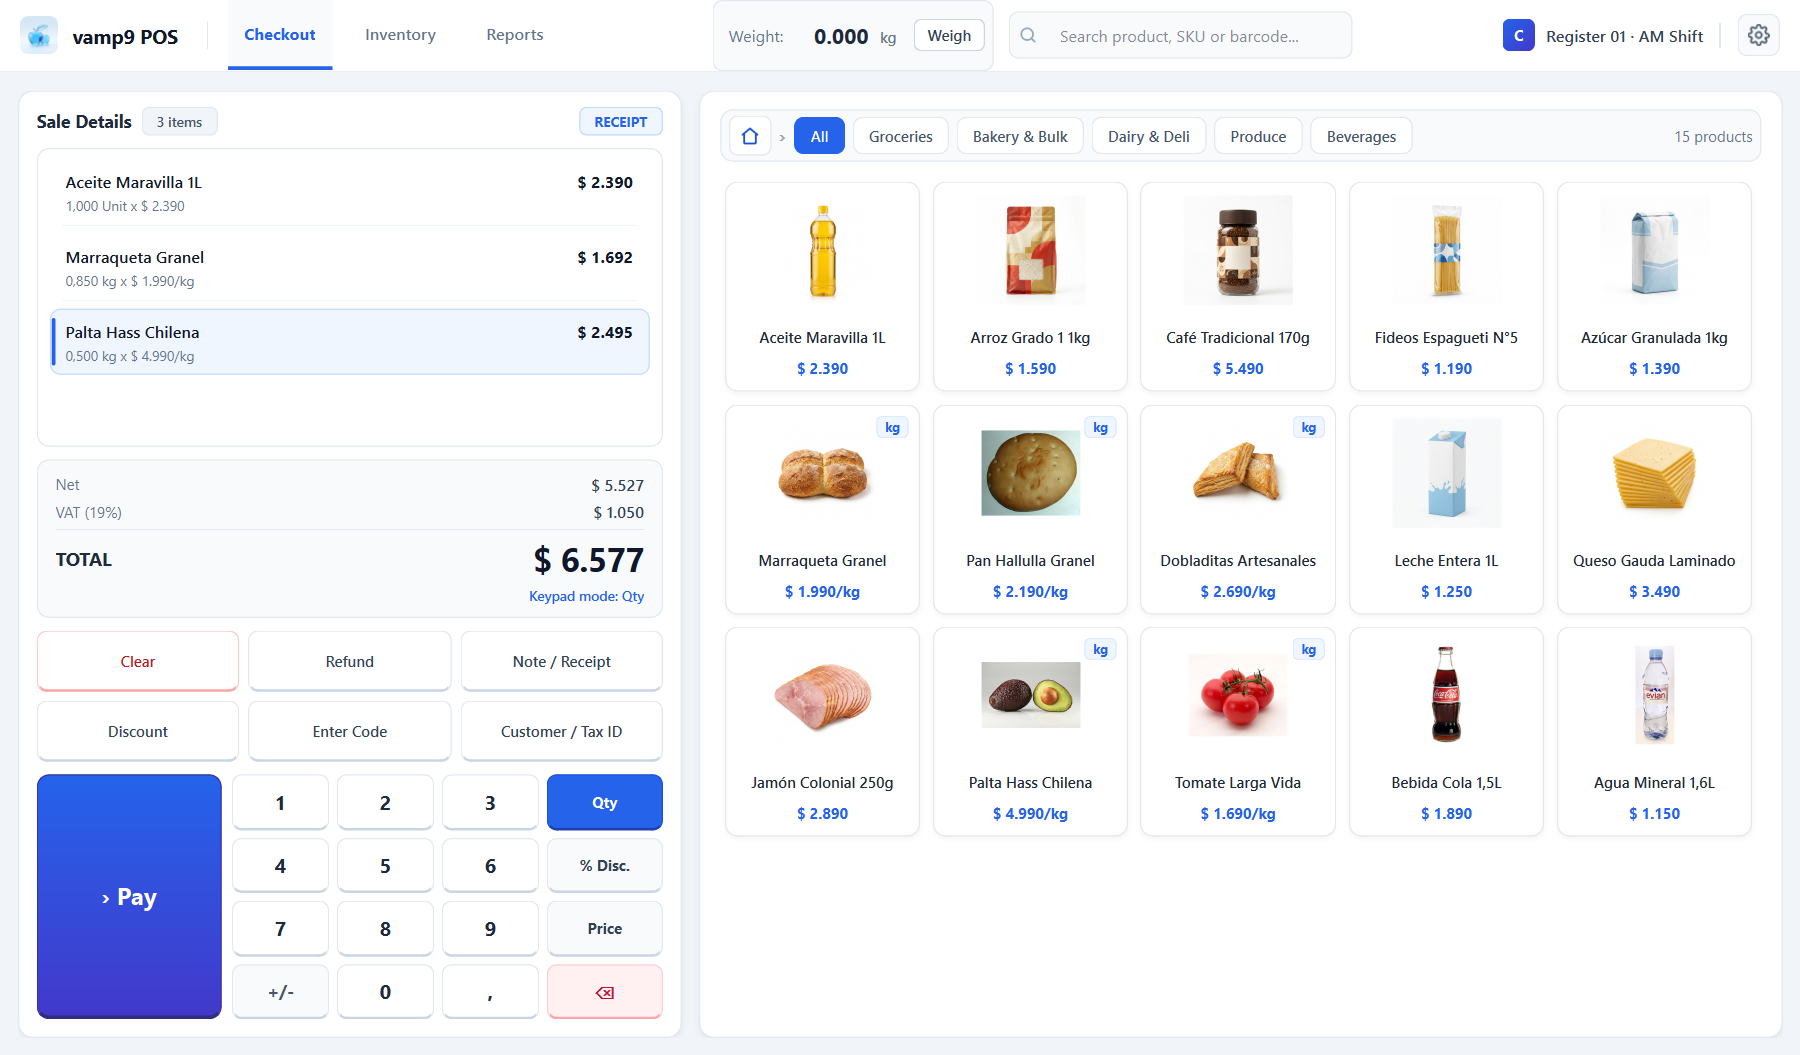 vamp9 POS
Checkout
Inventory
Reports
Weight: 0.000 kg
Weigh
Search product, SKU or barcode...
C
Register 01 · AM Shift
Sale Details
3 items
RECEIPT
Aceite Maravilla 1L $ 2.390
1,000 Unit x $ 2.390
Marraqueta Granel $ 1.692
0,850 kg x $ 1.990/kg
Palta Hass Chilena $ 2.495
0,500 kg x $ 4.990/kg
Net $ 5.527
VAT (19%) $ 1.050
TOTAL $ 6.577
Keypad mode: Qty
Clear
Refund
Note / Receipt
Discount
Enter Code
Customer / Tax ID
› Pay
1 2 3 Qty
4 5 6 % Disc.
7 8 9 Price
+/- 0 ,
› All
Groceries
Bakery & Bulk
Dairy & Deli
Produce
Beverages
15 products
Aceite Maravilla 1L
$ 2.390
Arroz Grado 1 1kg
$ 1.590
Café Tradicional 170g
$ 5.490
Fideos Espagueti N°5
$ 1.190
Azúcar Granulada 1kg
$ 1.390
kg
Marraqueta Granel
$ 1.990/kg
kg
Pan Hallulla Granel
$ 2.190/kg
kg
Dobladitas Artesanales
$ 2.690/kg
Leche Entera 1L
$ 1.250
Queso Gauda Laminado
$ 3.490
Jamón Colonial 250g
$ 2.890
kg
Palta Hass Chilena
$ 4.990/kg
kg
Tomate Larga Vida
$ 1.690/kg
Coca-Cola
Bebida Cola 1,5L
$ 1.890
evian
Agua Mineral 1,6L
$ 1.150